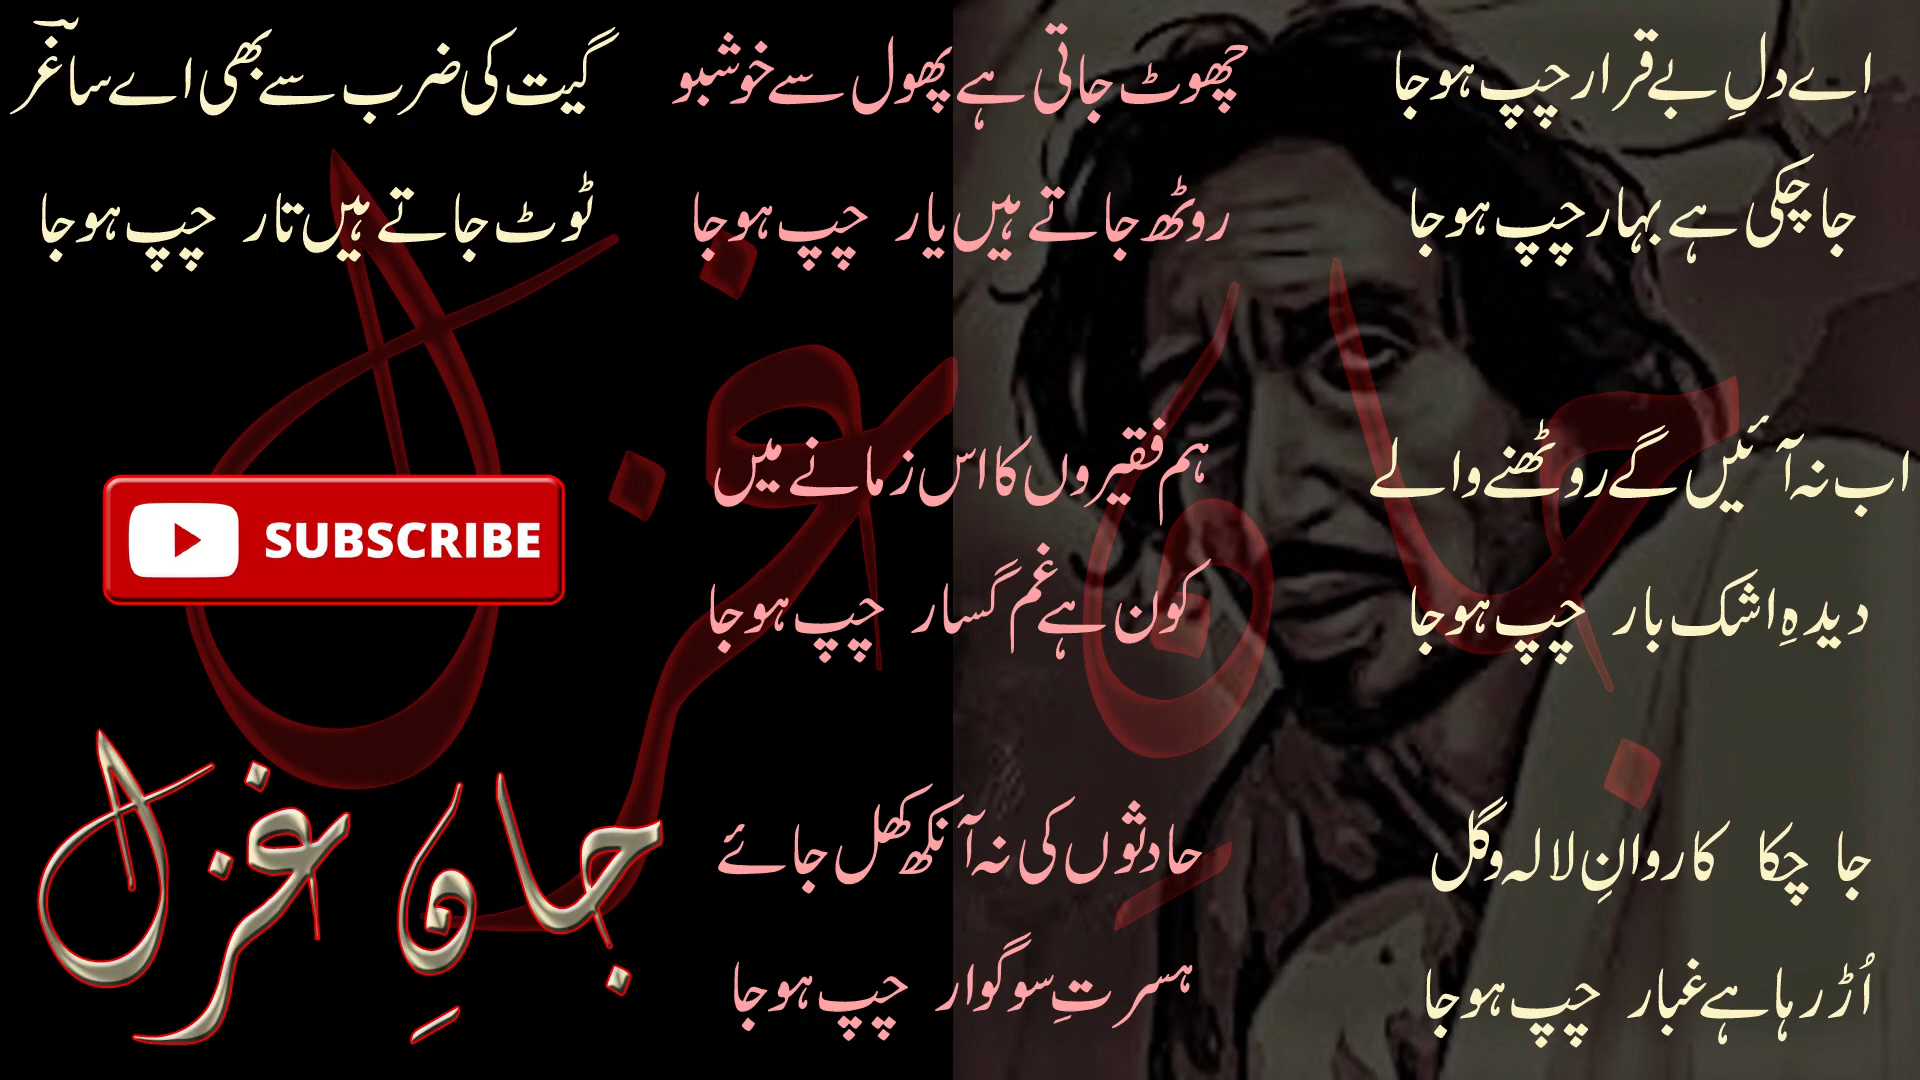 اے دلِ بے قرار چپ ہو جا
جا چکی ہے بہار چپ ہو جا
اب نہ آئیں گے روٹھنے والے
دیدہِ اشک بار چپ ہو جا
جا چکا کاروانِ لالہ و گل
اُڑ رہا ہے غبار چپ ہو جا
چھوٹ جاتی ہے پھول سے خوشبو
روٹھ جاتے ہیں یار چپ ہو جا
ہم فقیروں کا اس زمانے میں
کون ہے غم گسار چپ ہو جا
حادثوں کی نہ آنکھ کھل جائے
ہسرتِ سوگوار چپ ہو جا
گیت کی ضرب سے بھی اے ساغرؔ
ٹوٹ جاتے ہیں تار چپ ہو جا
SUBSCRIBE
جانِ غزل
جانِ غزل